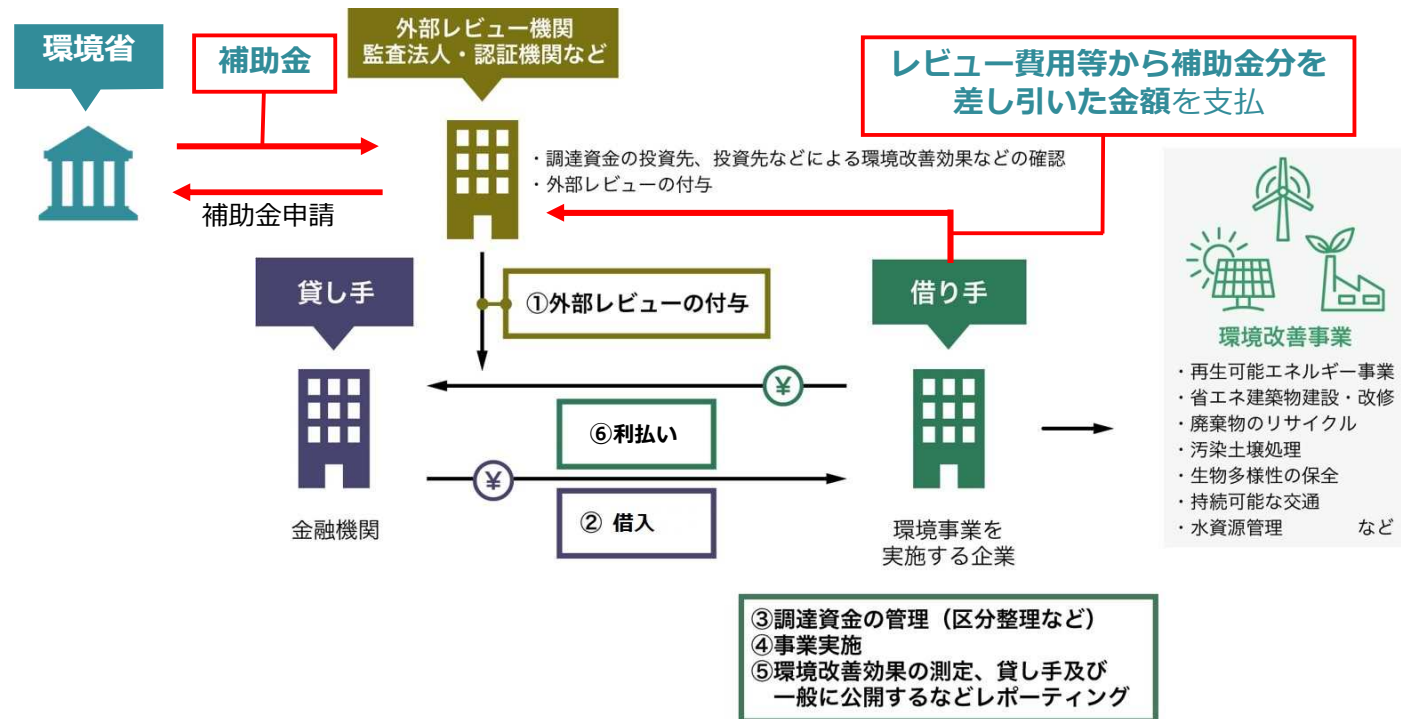 環境省
補助金
外部レビュー機関
監査法人・認証機関など
レビュー費用等から補助金分を
差し引いた金額を支払
・調達資金の投資先、投資先などによる環境改善効果などの確認
・外部レビューの付与
補助金申請
貸し手
①外部レビューの付与
借り手
¥
⑥利払い
¥
② 借入
金融機関
環境事業を
実施する企業
環境改善事業
・再生可能エネルギー事業
・省エネ建築物建設・改修
・廃棄物のリサイクル
・汚染土壌処理
・生物多様性の保全
・持続可能な交通
・水資源管理 など
③調達資金の管理（区分整理など）
④事業実施
⑤環境改善効果の測定、貸し手及び
一般に公開するなどレポーティング